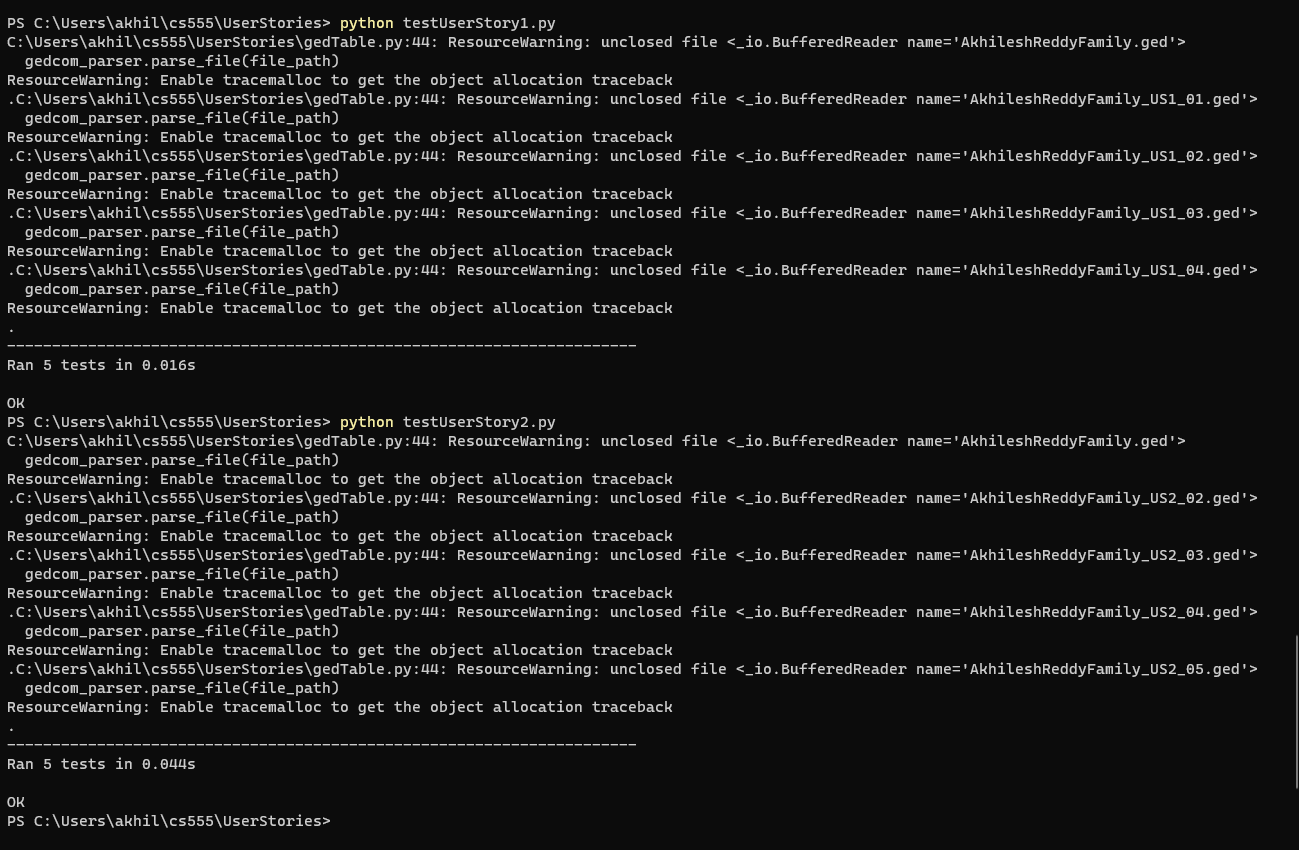 PS C:\Users\akhil\cs555\UserStories> python testUserStory1.py
C:\Users\akhil\cs555\UserStories\gedTable.py:44: ResourceWarning: unclosed file <_io.BufferedReader name='AkhileshReddyFamily.ged'>
  gedcom_parser.parse_file(file_path)
ResourceWarning: Enable tracemalloc to get the object allocation traceback
.C:\Users\akhil\cs555\UserStories\gedTable.py:44: ResourceWarning: unclosed file <_io.BufferedReader name='AkhileshReddyFamily_US1_01.ged'>
  gedcom_parser.parse_file(file_path)
ResourceWarning: Enable tracemalloc to get the object allocation traceback
.C:\Users\akhil\cs555\UserStories\gedTable.py:44: ResourceWarning: unclosed file <_io.BufferedReader name='AkhileshReddyFamily_US1_02.ged'>
  gedcom_parser.parse_file(file_path)
ResourceWarning: Enable tracemalloc to get the object allocation traceback
.C:\Users\akhil\cs555\UserStories\gedTable.py:44: ResourceWarning: unclosed file <_io.BufferedReader name='AkhileshReddyFamily_US1_03.ged'>
  gedcom_parser.parse_file(file_path)
ResourceWarning: Enable tracemalloc to get the object allocation traceback
.C:\Users\akhil\cs555\UserStories\gedTable.py:44: ResourceWarning: unclosed file <_io.BufferedReader name='AkhileshReddyFamily_US1_04.ged'>
  gedcom_parser.parse_file(file_path)
ResourceWarning: Enable tracemalloc to get the object allocation traceback
.
----------------------------------------------------------------------
Ran 5 tests in 0.016s

OK
PS C:\Users\akhil\cs555\UserStories> python testUserStory2.py
C:\Users\akhil\cs555\UserStories\gedTable.py:44: ResourceWarning: unclosed file <_io.BufferedReader name='AkhileshReddyFamily.ged'>
  gedcom_parser.parse_file(file_path)
ResourceWarning: Enable tracemalloc to get the object allocation traceback
.C:\Users\akhil\cs555\UserStories\gedTable.py:44: ResourceWarning: unclosed file <_io.BufferedReader name='AkhileshReddyFamily_US2_02.ged'>
  gedcom_parser.parse_file(file_path)
ResourceWarning: Enable tracemalloc to get the object allocation traceback
.C:\Users\akhil\cs555\UserStories\gedTable.py:44: ResourceWarning: unclosed file <_io.BufferedReader name='AkhileshReddyFamily_US2_03.ged'>
  gedcom_parser.parse_file(file_path)
ResourceWarning: Enable tracemalloc to get the object allocation traceback
.C:\Users\akhil\cs555\UserStories\gedTable.py:44: ResourceWarning: unclosed file <_io.BufferedReader name='AkhileshReddyFamily_US2_04.ged'>
  gedcom_parser.parse_file(file_path)
ResourceWarning: Enable tracemalloc to get the object allocation traceback
.C:\Users\akhil\cs555\UserStories\gedTable.py:44: ResourceWarning: unclosed file <_io.BufferedReader name='AkhileshReddyFamily_US2_05.ged'>
  gedcom_parser.parse_file(file_path)
ResourceWarning: Enable tracemalloc to get the object allocation traceback
.
----------------------------------------------------------------------
Ran 5 tests in 0.044s

OK
PS C:\Users\akhil\cs555\UserStories>